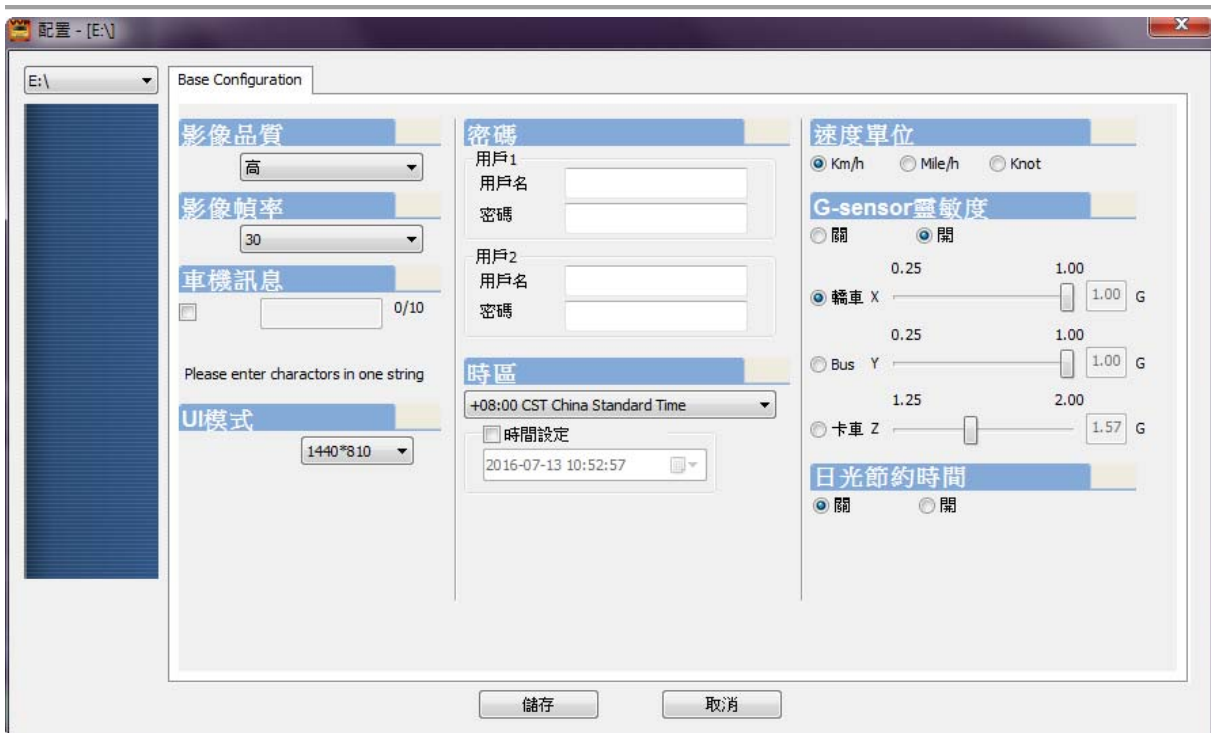 配置 - [E:\]
E:\
Base Configuration
影像品質
高
影像幀率
30
車機訊息
0/10
Please enter charactors in one string
UI模式
1440*810
密碼
用戶1
用戶名
密碼
用戶2
用戶名
密碼
時區
+08:00 CST China Standard Time
時間設定
2016-07-13 10:52:57
速度單位
Km/h Mile/h Knot
G-sensor靈敏度
關 開
0.25 1.00
轎車 X 1.00 G
0.25 1.00
Bus Y 1.00 G
1.25 2.00
卡車 Z 1.57 G
日光節約時間
關 開
儲存 取消